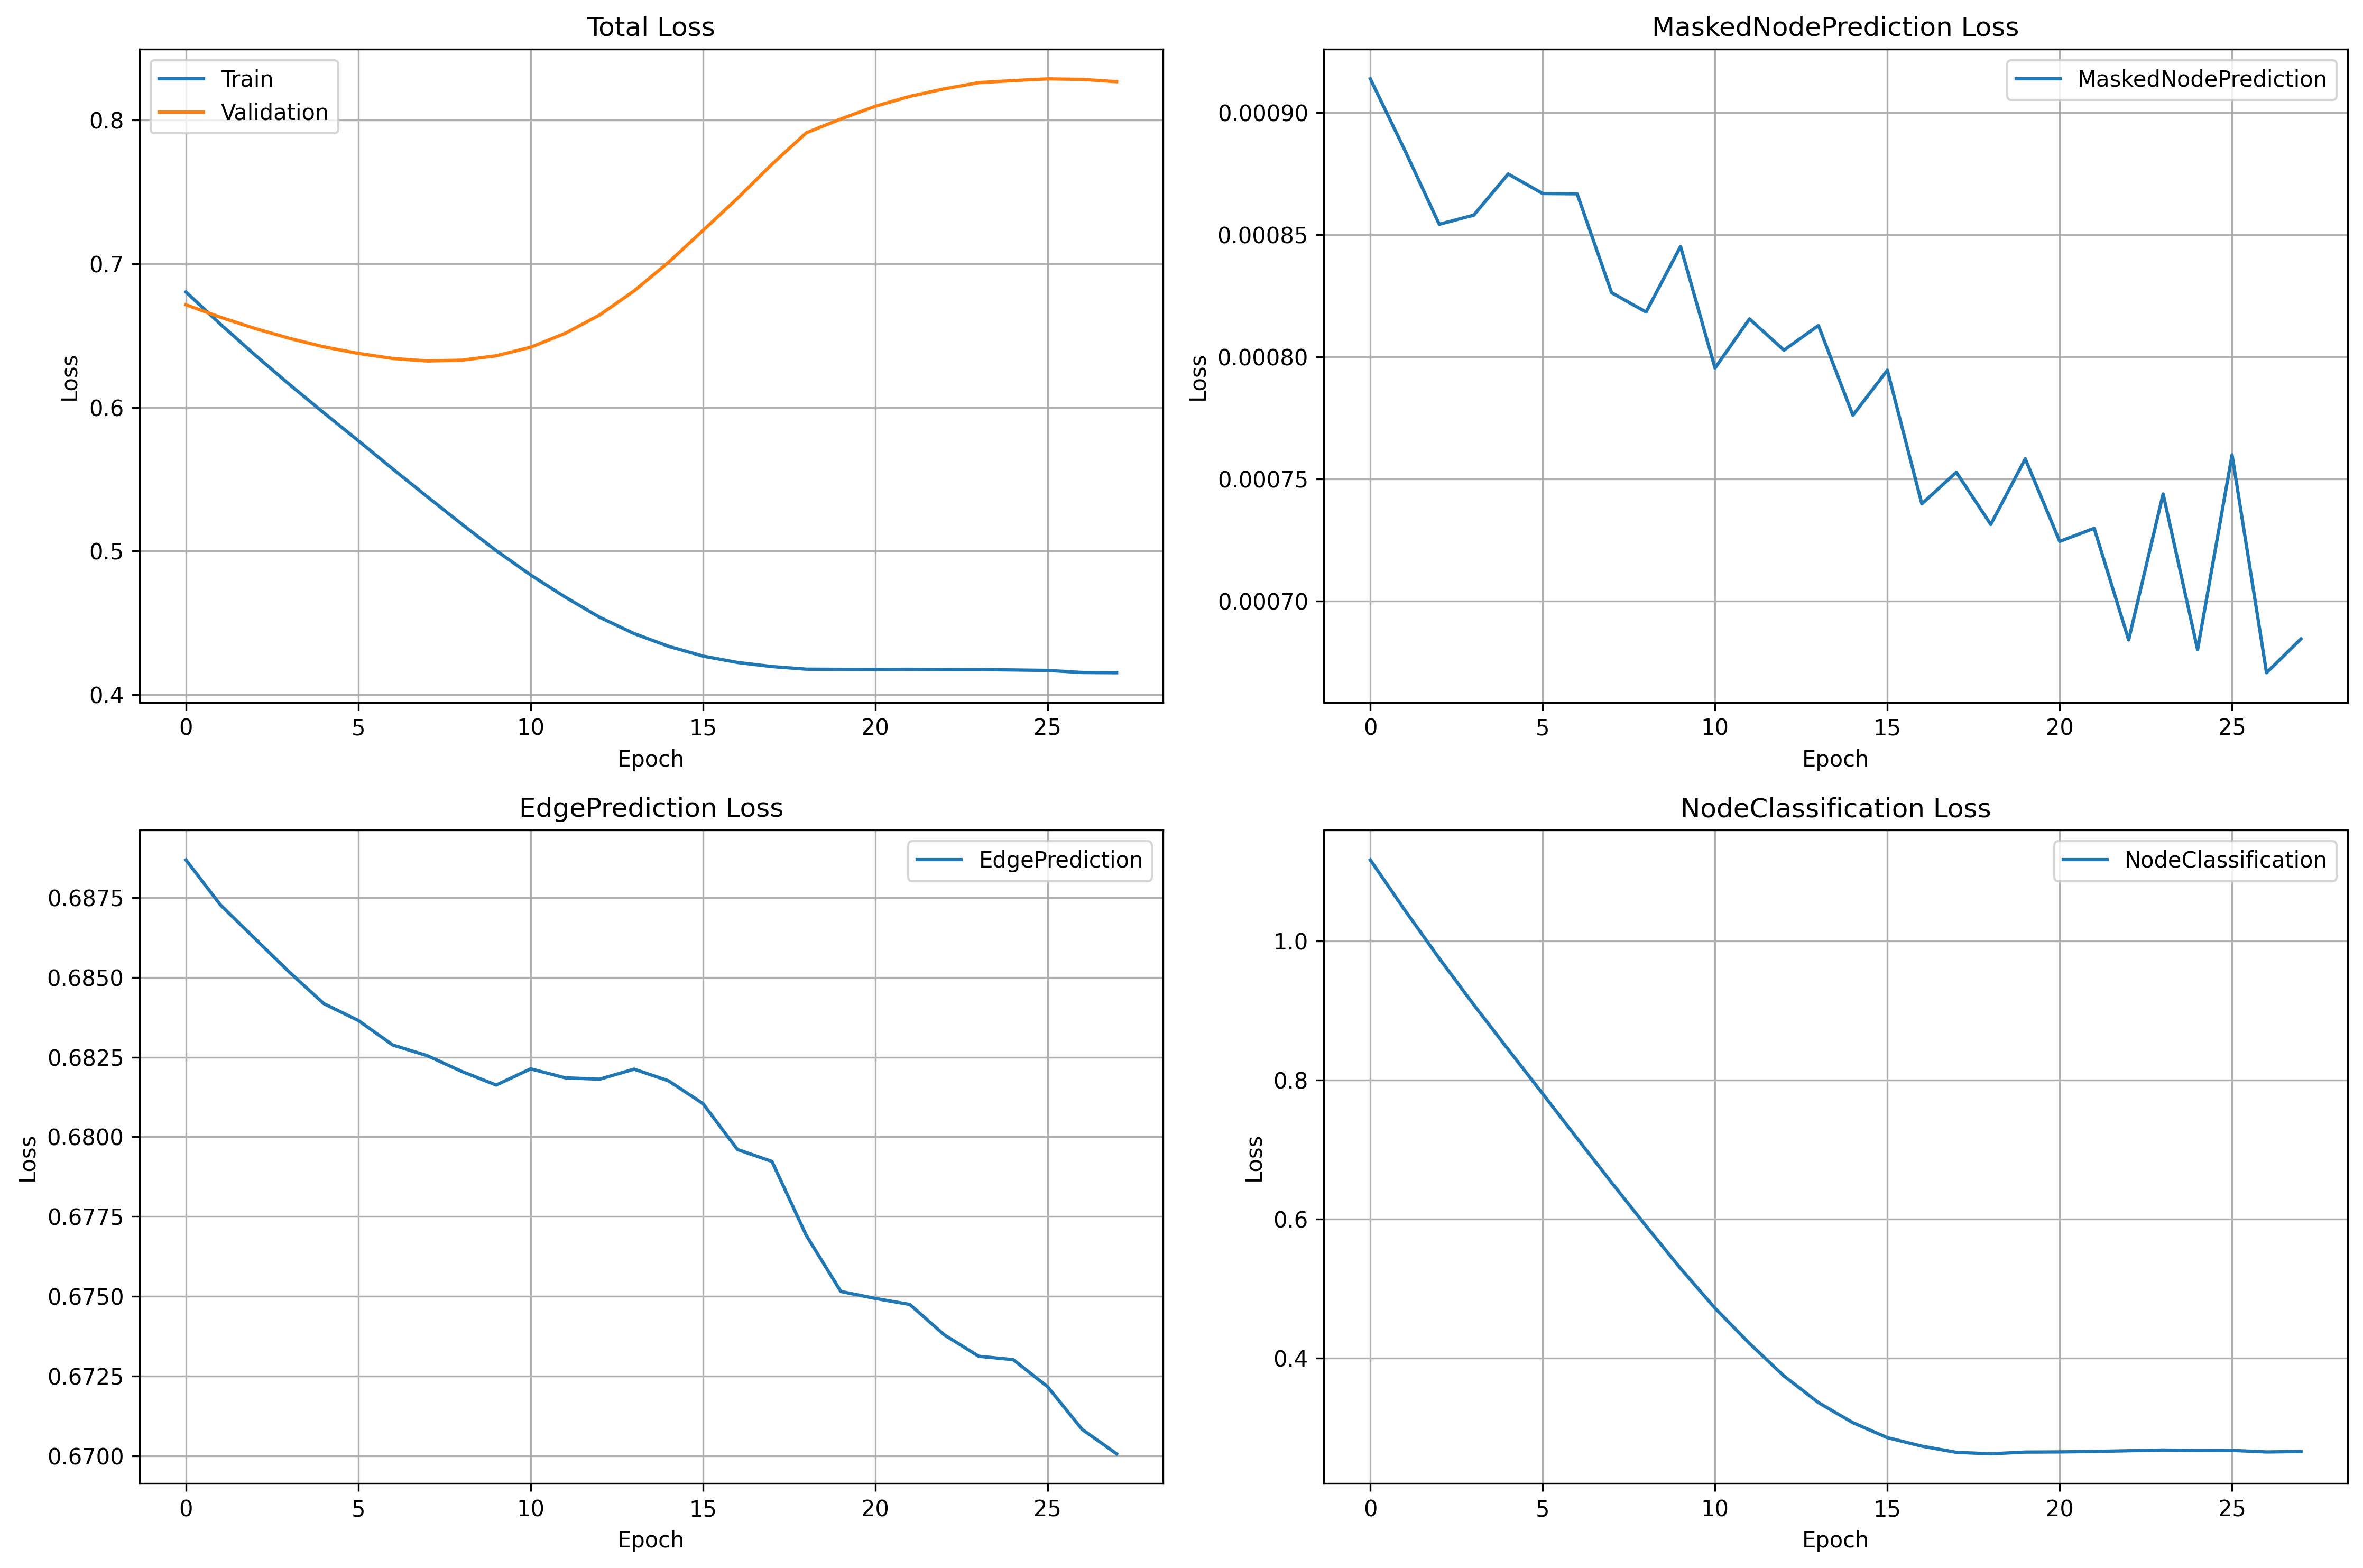 Total Loss
Train
Validation
0.8
0.7
0.6
0.5
0.4
Loss
0 5 10 15 20 25
Epoch
MaskedNodePrediction Loss
MaskedNodePrediction
0.00090
0.00085
0.00080
0.00075
0.00070
Loss
0 5 10 15 20 25
Epoch
EdgePrediction Loss
EdgePrediction
0.6875
0.6850
0.6825
0.6800
0.6775
0.6750
0.6725
0.6700
Loss
0 5 10 15 20 25
Epoch
NodeClassification Loss
NodeClassification
1.0
0.8
0.6
0.4
Loss
0 5 10 15 20 25
Epoch